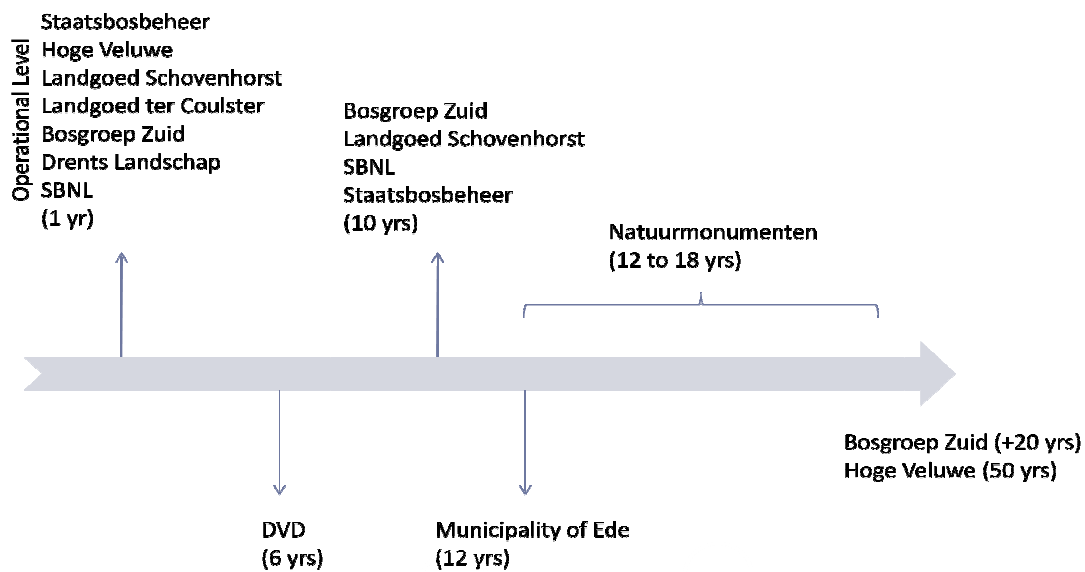 Operational Level
Staatsbosbeheer
Hoge Veluwe
Landgoed Schovenhorst
Landgoed ter Coulster
Bosgroep Zuid
Drents Landschap
SBNL
(1 yr)
Bosgroep Zuid
Landgoed Schovenhorst
SBNL
Staatsbosbeheer
(10 yrs)
Natuurmonumenten
(12 to 18 yrs)
Bosgroep Zuid (+20 yrs)
Hoge Veluwe (50 yrs)
DVD
(6 yrs)
Municipality of Ede
(12 yrs)